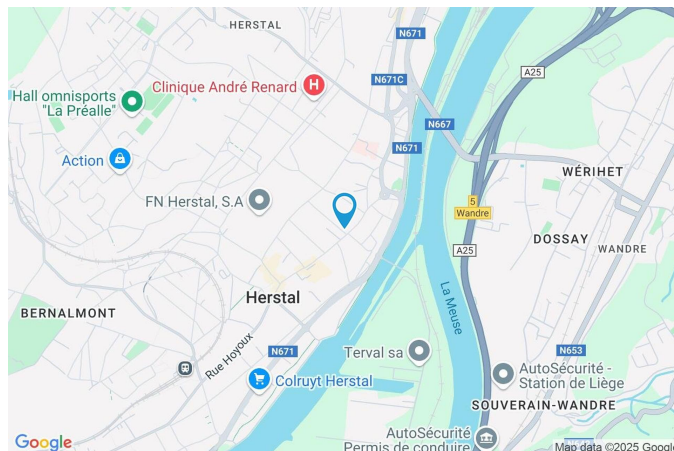 HERSTAL
N671
N671C
Clinique André Renard
H
A25
Hall omnisports
"La Préalle"
N667
N671
Action
WÉRIHET
FN Herstal, S.A
5
Wandre
DOSSAY
WANDRE
A25
Herstal
BERNALMONT
La Meuse
Rue Hoyoux
N671
Terval sa
N653
Colruyt Herstal
AutoSécurité -
Station de Liège
SOUVERAIN-WANDRE
AutoSécurité
Permis de conduire
Google
Map data ©2025 Google